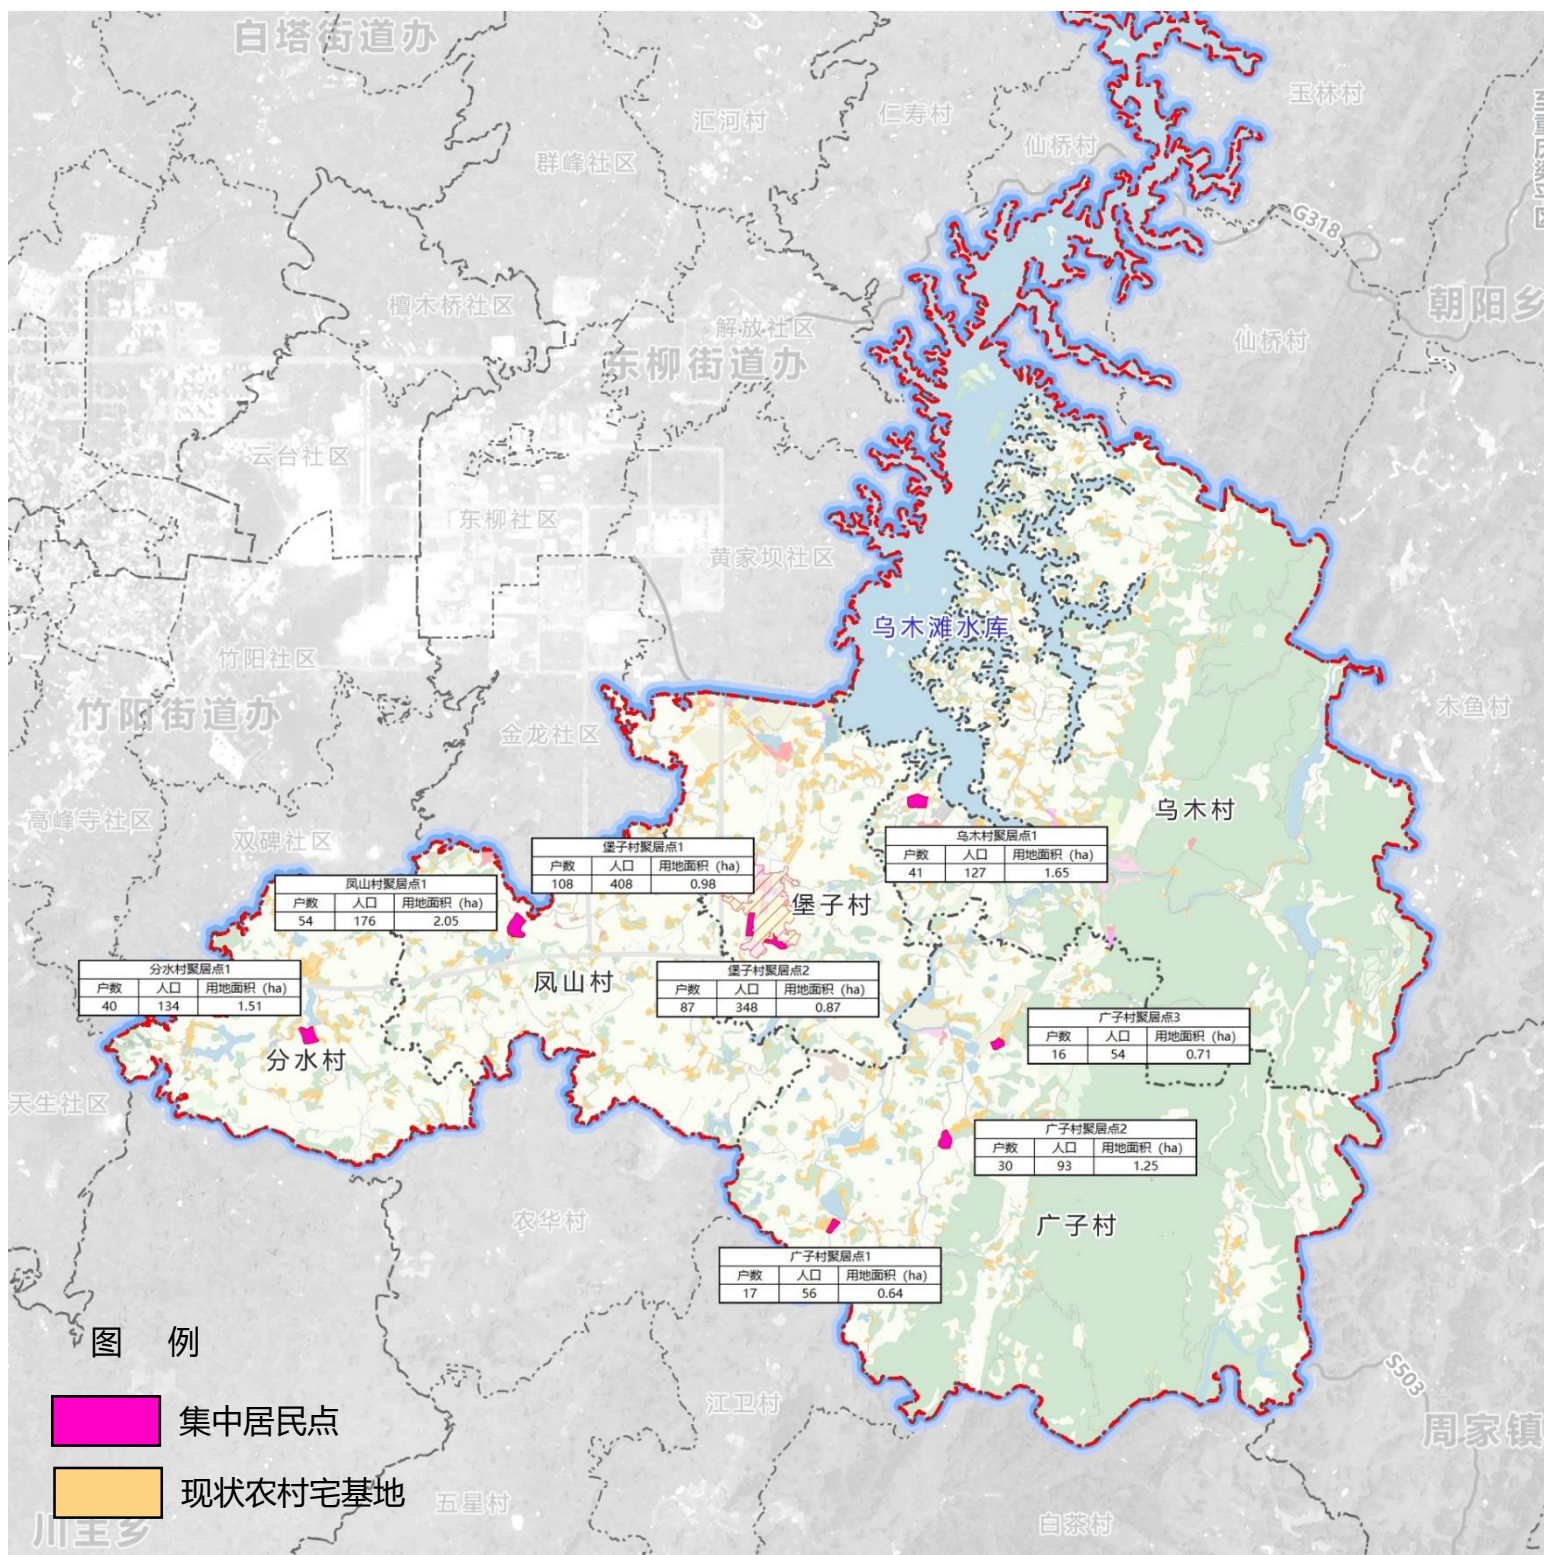 白塔街道办
玉林村
汇河村
仁寿村
仙桥村
群峰社区
至重庆梁平区
G318
檀木桥社区
解放社区
朝阳乡
仙桥村
东柳街道办
云台社区
东柳社区
黄家坝社区
乌木滩水库
竹阳社区
竹阳街道办
金龙社区
木鱼村
乌木村
高峰寺社区
双碑社区
堡子村聚居点1
户数 人口 用地面积（ha）
108 408 0.98
乌木村聚居点1
户数 人口 用地面积（ha）
41 127 1.65
凤山村聚居点1
户数 人口 用地面积（ha）
54 176 2.05
堡子村
分水村聚居点1
户数 人口 用地面积（ha）
40 134 1.51
凤山村
堡子村聚居点2
户数 人口 用地面积（ha）
87 348 0.87
广子村聚居点3
户数 人口 用地面积（ha）
16 54 0.71
分水村
天生社区
广子村聚居点2
户数 人口 用地面积（ha）
30 93 1.25
农华村
广子村
广子村聚居点1
户数 人口 用地面积（ha）
17 56 0.64
图 例
集中居民点
现状农村宅基地
江卫村
S503
周家镇
五星村
川主乡
白茶村